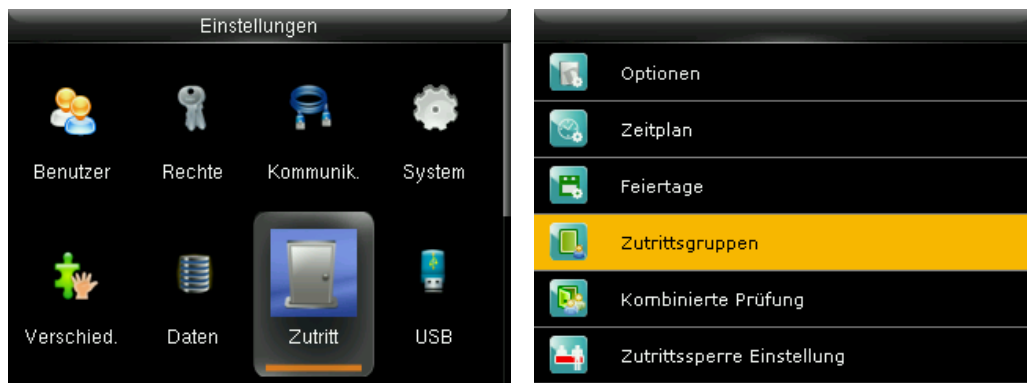 Einstellungen
Benutzer Rechte Kommunik. System
Verschied. Daten Zutritt USB
Optionen
Zeitplan
Feiertage
Zutrittsgruppen
Kombinierte Prüfung
Zutrittssperre Einstellung